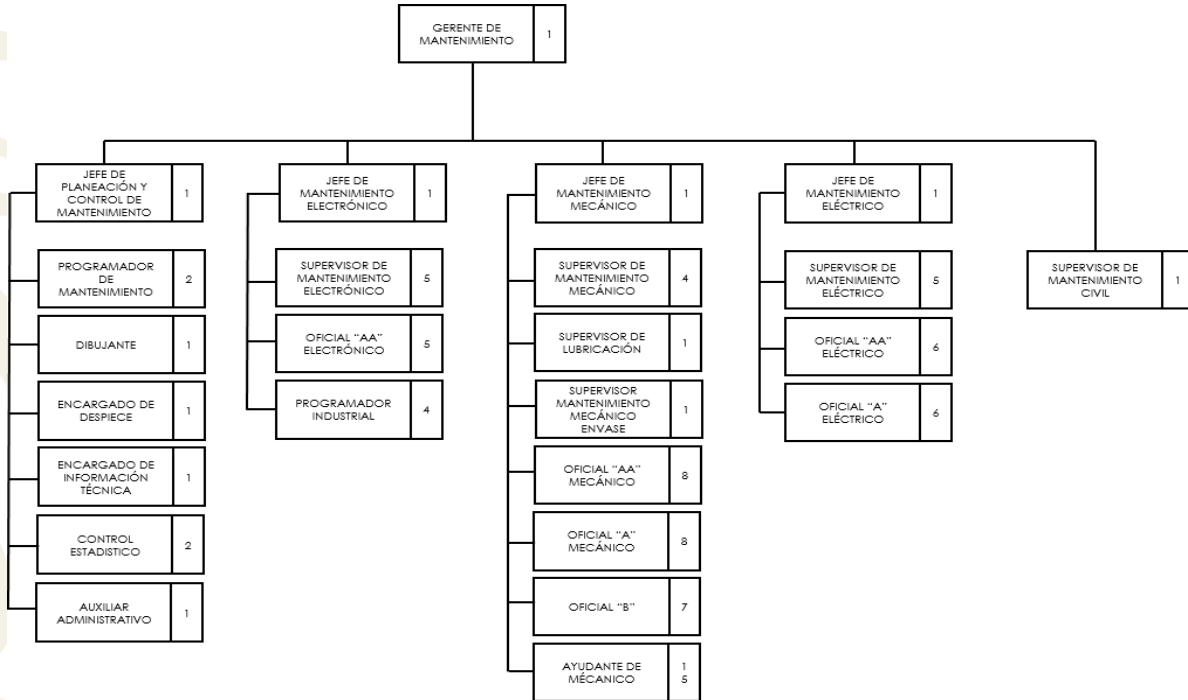 GERENTE DE
MANTENIMIENTO
1
JEFE DE
PLANEACIÓN Y
CONTROL DE
MANTENIMIENTO
1
PROGRAMADOR
DE
MANTENIMIENTO
2
DIBUJANTE
1
ENCARGADO DE
DESPIECE
1
ENCARGADO DE
INFORMACIÓN
TÉCNICA
1
CONTROL
ESTADISTICO
2
AUXILIAR
ADMINISTRATIVO
1
JEFE DE
MANTENIMIENTO
ELECTRÓNICO
1
SUPERVISOR DE
MANTENIMIENTO
ELECTRÓNICO
5
OFICIAL “AA”
ELECTRÓNICO
5
PROGRAMADOR
INDUSTRIAL
4
JEFE DE
MANTENIMIENTO
MECÁNICO
1
SUPERVISOR DE
MANTENIMIENTO
MECÁNICO
4
SUPERVISOR DE
LUBRICACIÓN
1
SUPERVISOR
MANTENIMIENTO
MECÁNICO
ENVASE
1
OFICIAL “AA”
MECÁNICO
8
OFICIAL “A”
MECÁNICO
8
OFICIAL “B”
7
AYUDANTE DE
MÉCANICO
1
5
JEFE DE
MANTENIMIENTO
ELÉCTRICO
1
SUPERVISOR DE
MANTENIMIENTO
ELÉCTRICO
5
OFICIAL “AA”
ELÉCTRICO
6
OFICIAL “A”
ELÉCTRICO
6
SUPERVISOR DE
MANTENIMIENTO
CIVIL
1